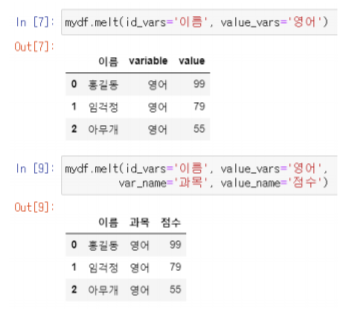 In [7]: mydf.melt(id_vars='이름', value_vars='영어')
Out[7]:
이름 variable value
0 홍길동 영어 99
1 임걱정 영어 79
2 아무개 영어 55
In [9]: mydf.melt(id_vars='이름', value_vars='영어',
var_name='과목', value_name='점수')
Out[9]:
이름 과목 점수
0 홍길동 영어 99
1 임걱정 영어 79
2 아무개 영어 55